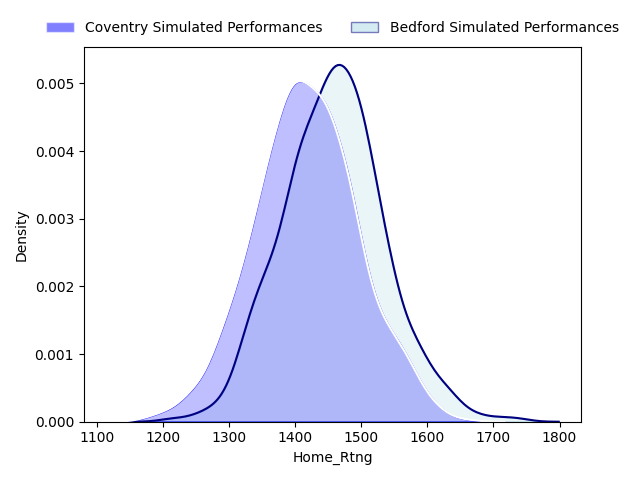 Coventry Simulated Performances
Bedford Simulated Performances
Density
0.005
0.004
0.003
0.002
0.001
0.000
1100 1200 1300 1400 1500 1600 1700 1800
Home_Rtng